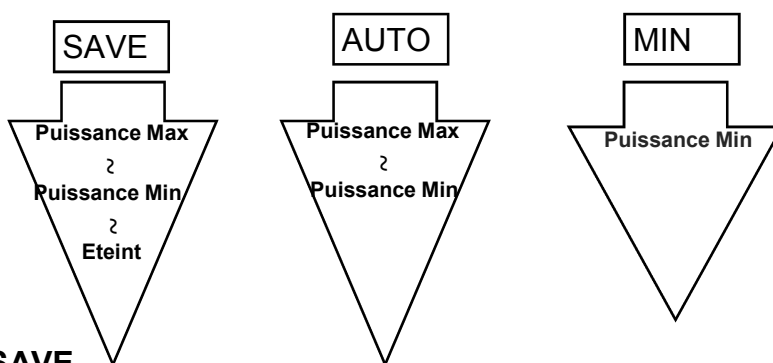 SAVE
AUTO
MIN
Puissance Max
~
Puissance Min
~
Eteint
Puissance Max
~
Puissance Min
Puissance Min
SAVE